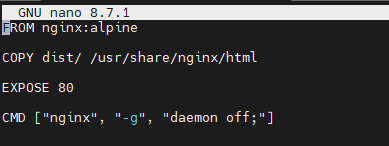 GNU nano 8.7.1
FROM nginx:alpine
COPY dist/ /usr/share/nginx/html
EXPOSE 80
CMD ["nginx", "-g", "daemon off;"]